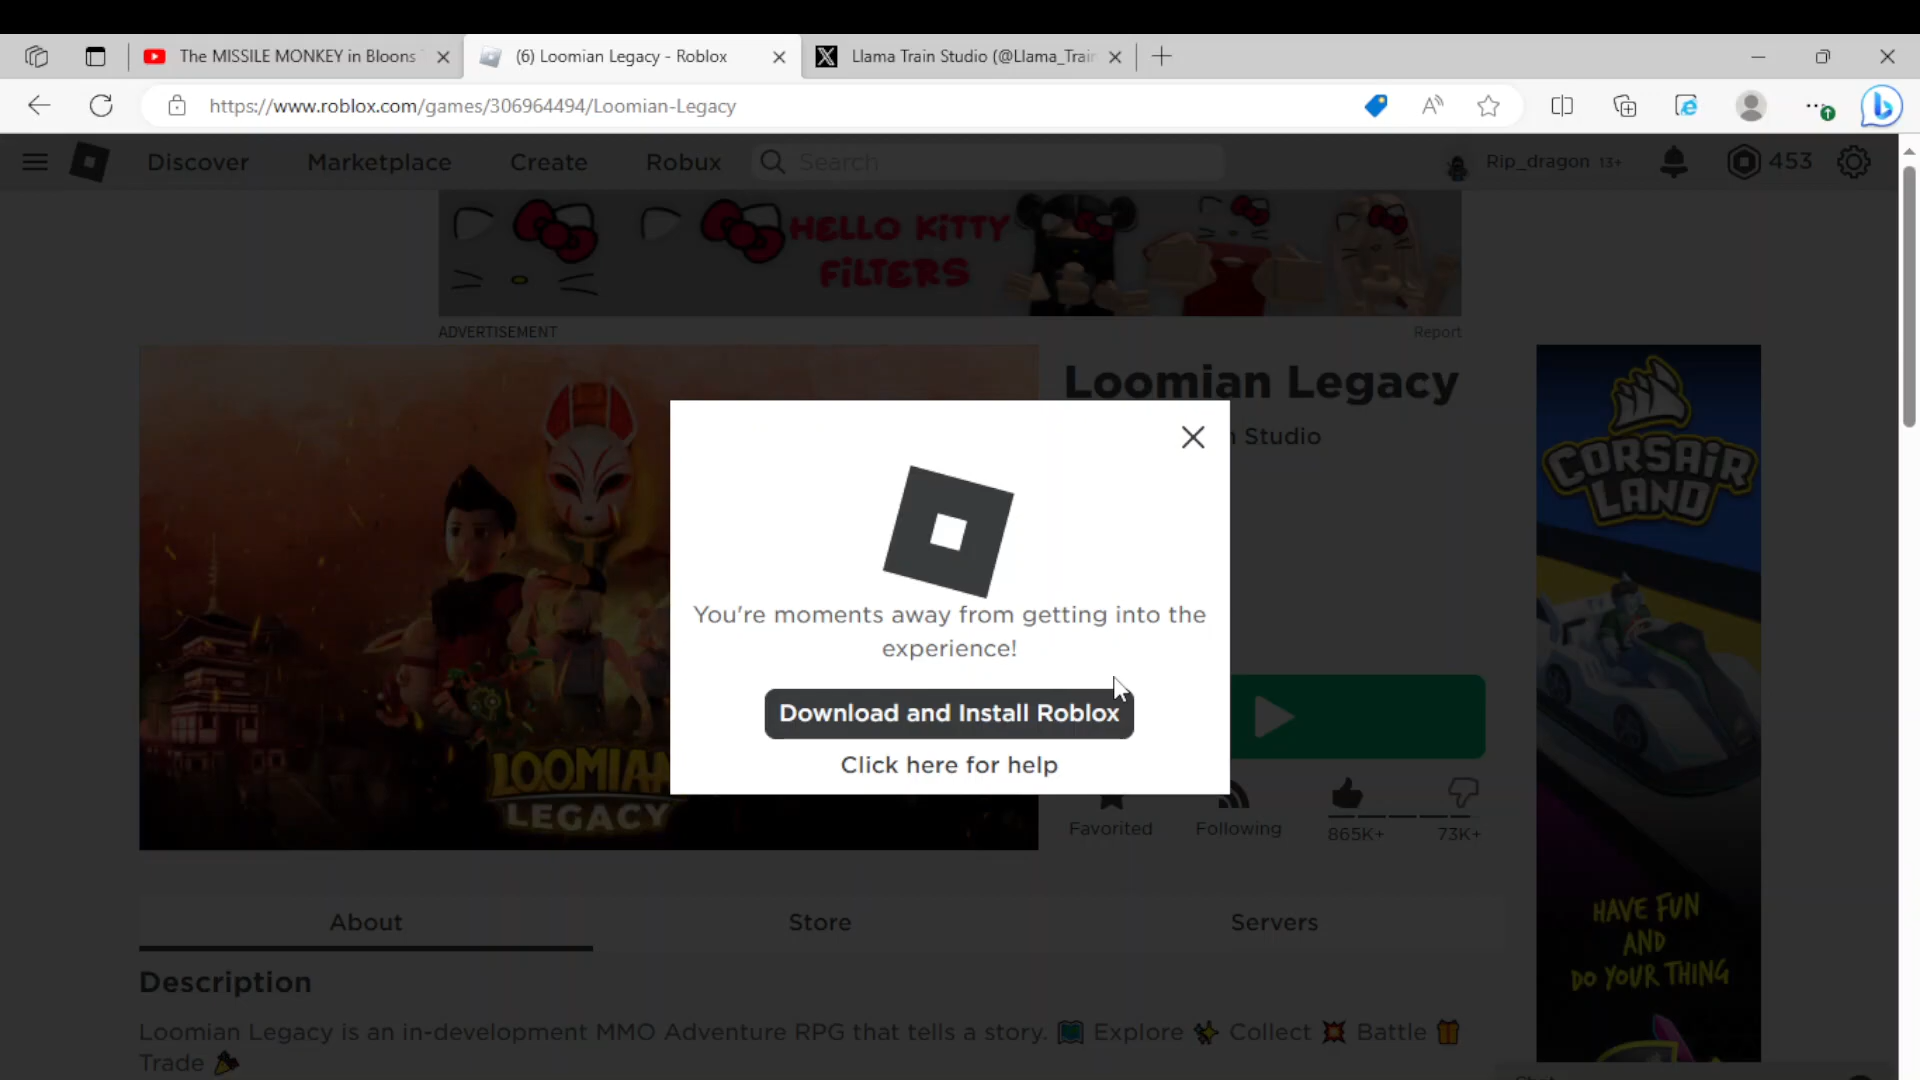 The MISSILE MONKEY in Bloons
(6) Loomian Legacy - Roblox
Llama Train Studio (@Llama_Train
https://www.roblox.com/games/306964494/Loomian-Legacy
Discover
Marketplace
Create
Robux
Search
Rip_dragon 13+
453
HELLO KiTTY
FiLTERS
ADVERTISEMENT
Report
Loomian Legacy
Studio
CORSAiR
LAND
You're moments away from getting into the
experience!
Download and Install Roblox
Click here for help
LOOMIAN
LEGACY
Favorited
Following
865K+
73K+
HAVE FUN
AND
DO YOUR THING
About
Store
Servers
Description
Loomian Legacy is an in-development MMO Adventure RPG that tells a story. 🗺️ Explore ✨ Collect 💥 Battle 🎁
Trade 🎉